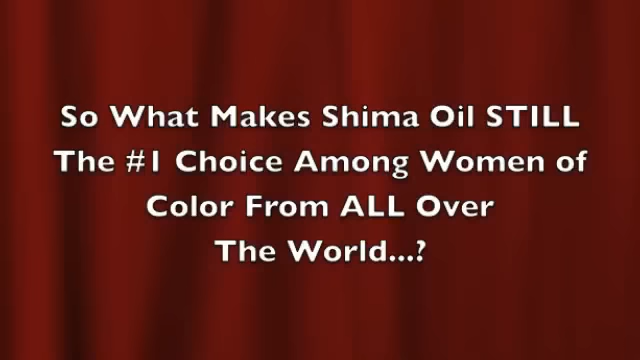 So What Makes Shima Oil STILL
The #1 Choice Among Women of
Color From ALL Over
The World...?